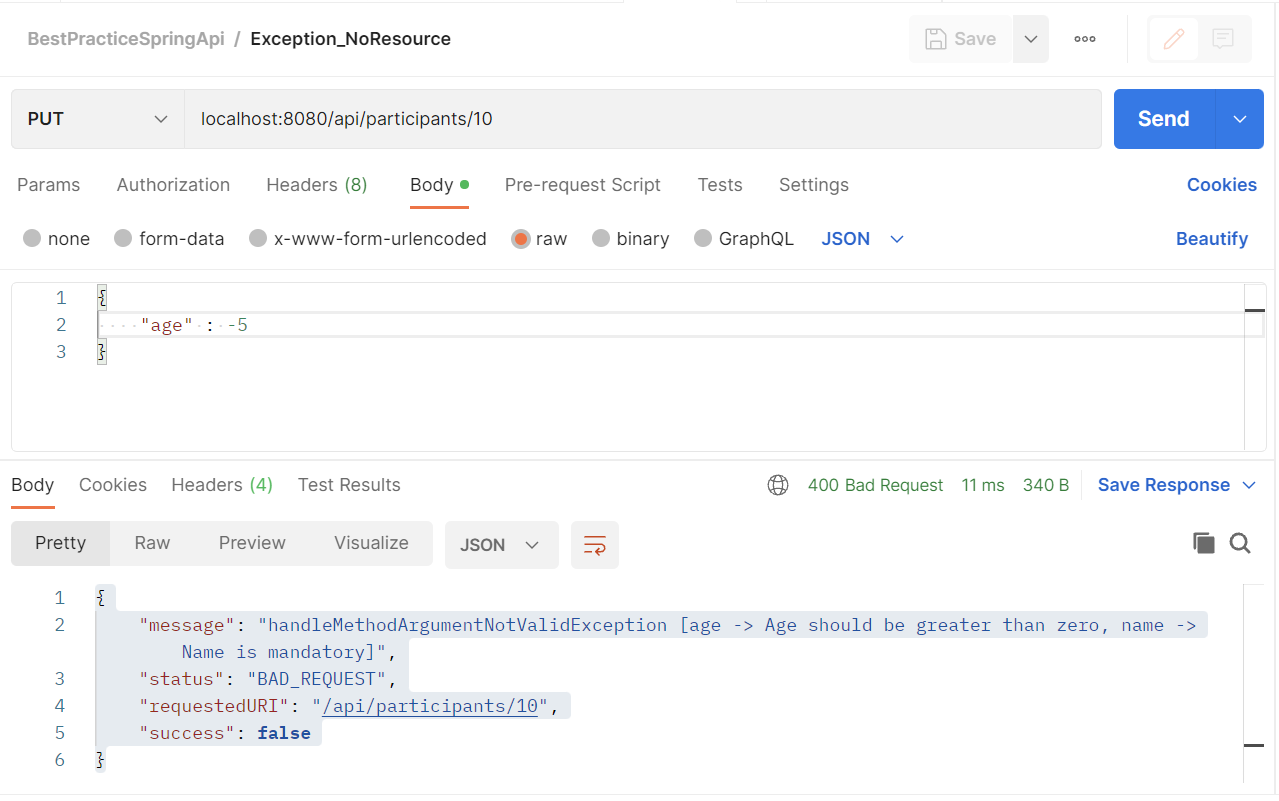 BestPracticeSpringApi / Exception_NoResource
Save
PUT
localhost:8080/api/participants/10
Send
Params Authorization Headers (8) Body Pre-request Script Tests Settings Cookies
none form-data x-www-form-urlencoded raw binary GraphQL JSON Beautify
1 {
2 "age" : -5
3 }
Body Cookies Headers (4) Test Results 400 Bad Request 11 ms 340 B Save Response
Pretty Raw Preview Visualize JSON
1 {
2 "message": "handleMethodArgumentNotValidException [age -> Age should be greater than zero, name ->
Name is mandatory]",
3 "status": "BAD_REQUEST",
4 "requestedURI": "/api/participants/10",
5 "success": false
6 }